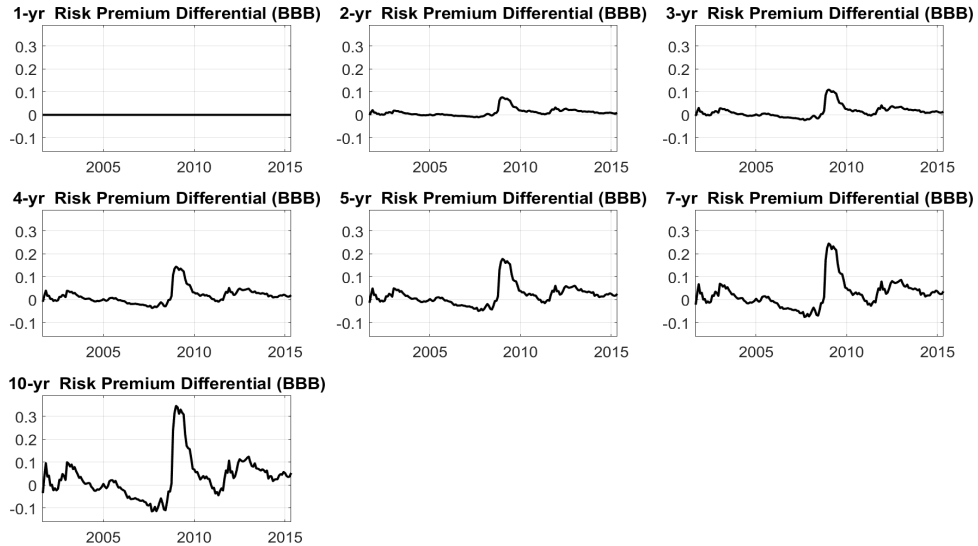 1-yr  Risk Premium Differential (BBB)
0.3
0.2
0.1
0
-0.1
2005 2010 2015
2-yr  Risk Premium Differential (BBB)
0.3
0.2
0.1
0
-0.1
2005 2010 2015
3-yr  Risk Premium Differential (BBB)
0.3
0.2
0.1
0
-0.1
2005 2010 2015
4-yr  Risk Premium Differential (BBB)
0.3
0.2
0.1
0
-0.1
2005 2010 2015
5-yr  Risk Premium Differential (BBB)
0.3
0.2
0.1
0
-0.1
2005 2010 2015
7-yr  Risk Premium Differential (BBB)
0.3
0.2
0.1
0
-0.1
2005 2010 2015
10-yr  Risk Premium Differential (BBB)
0.3
0.2
0.1
0
-0.1
2005 2010 2015